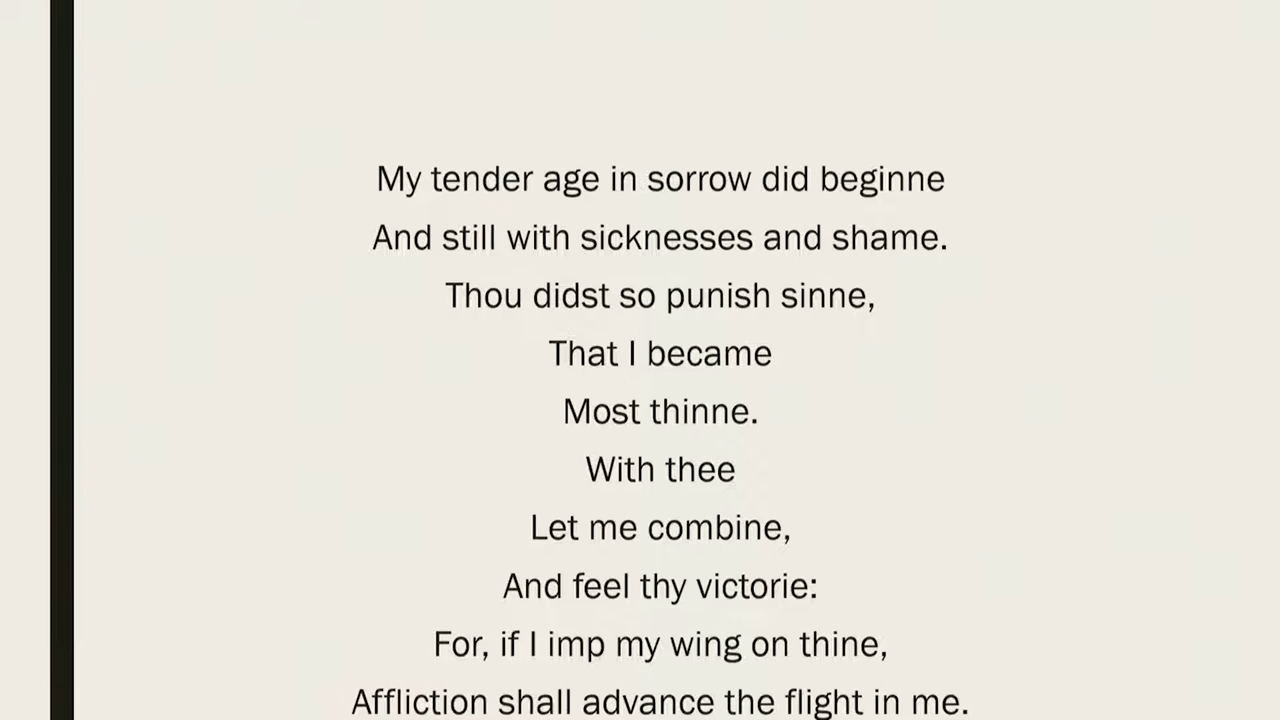 My tender age in sorrow did beginne
And still with sicknesses and shame.
Thou didst so punish sinne,
That I became
Most thinne.
With thee
Let me combine,
And feel thy victorie:
For, if I imp my wing on thine,
Affliction shall advance the flight in me.